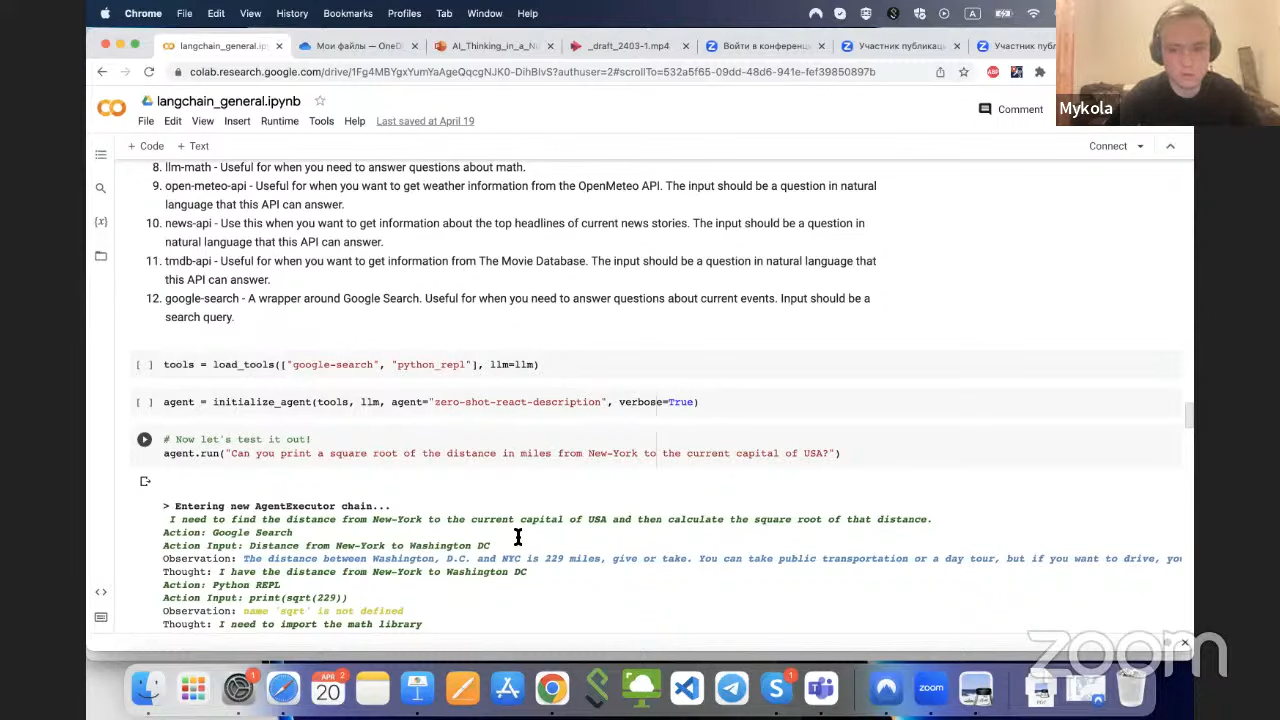 Chrome File Edit View History Bookmarks Profiles Tab Window Help
langchain_general.ipy
Мои файлы — OneD
AI_Thinking_in_a_N
_draft_2403-1.mp4
Войти в конференц
Участник публикац
Участник публ
colab.research.google.com/drive/1Fg4MBYgxYumYaAgeQqcgNJK0-DihBlvS?authuser=2#scrollTo=532a5f65-09dd-48d6-941e-fef39850897b
Mykola
langchain_general.ipynb
Comment
File Edit View Insert Runtime Tools Help Last saved at April 19
+ Code + Text
Connect
8. llm-math - Useful for when you need to answer questions about math.
9. open-meteo-api - Useful for when you want to get weather information from the OpenMeteo API. The input should be a question in natural
language that this API can answer.
10. news-api - Use this when you want to get information about the top headlines of current news stories. The input should be a question in
natural language that this API can answer.
11. tmdb-api - Useful for when you want to get information from The Movie Database. The input should be a question in natural language that
this API can answer.
12. google-search - A wrapper around Google Search. Useful for when you need to answer questions about current events. Input should be a
search query.
[ ] tools = load_tools(["google-search", "python_repl"], llm=llm)
[ ] agent = initialize_agent(tools, llm, agent="zero-shot-react-description", verbose=True)
# Now let's test it out!
agent.run("Can you print a square root of the distance in miles from New-York to the current capital of USA?")
> Entering new AgentExecutor chain...
I need to find the distance from New-York to the current capital of USA and then calculate the square root of that distance.
Action: Google Search
Action Input: Distance from New-York to Washington DC
Observation: The distance between Washington, D.C. and NYC is 229 miles, give or take. You can take public transportation or a day tour, but if you want to drive, yo
Thought: I have the distance from New-York to Washington DC
Action: Python REPL
Action Input: print(sqrt(229))
Observation: name 'sqrt' is not defined
Thought: I need to import the math library
zoom
APR
20
zoom